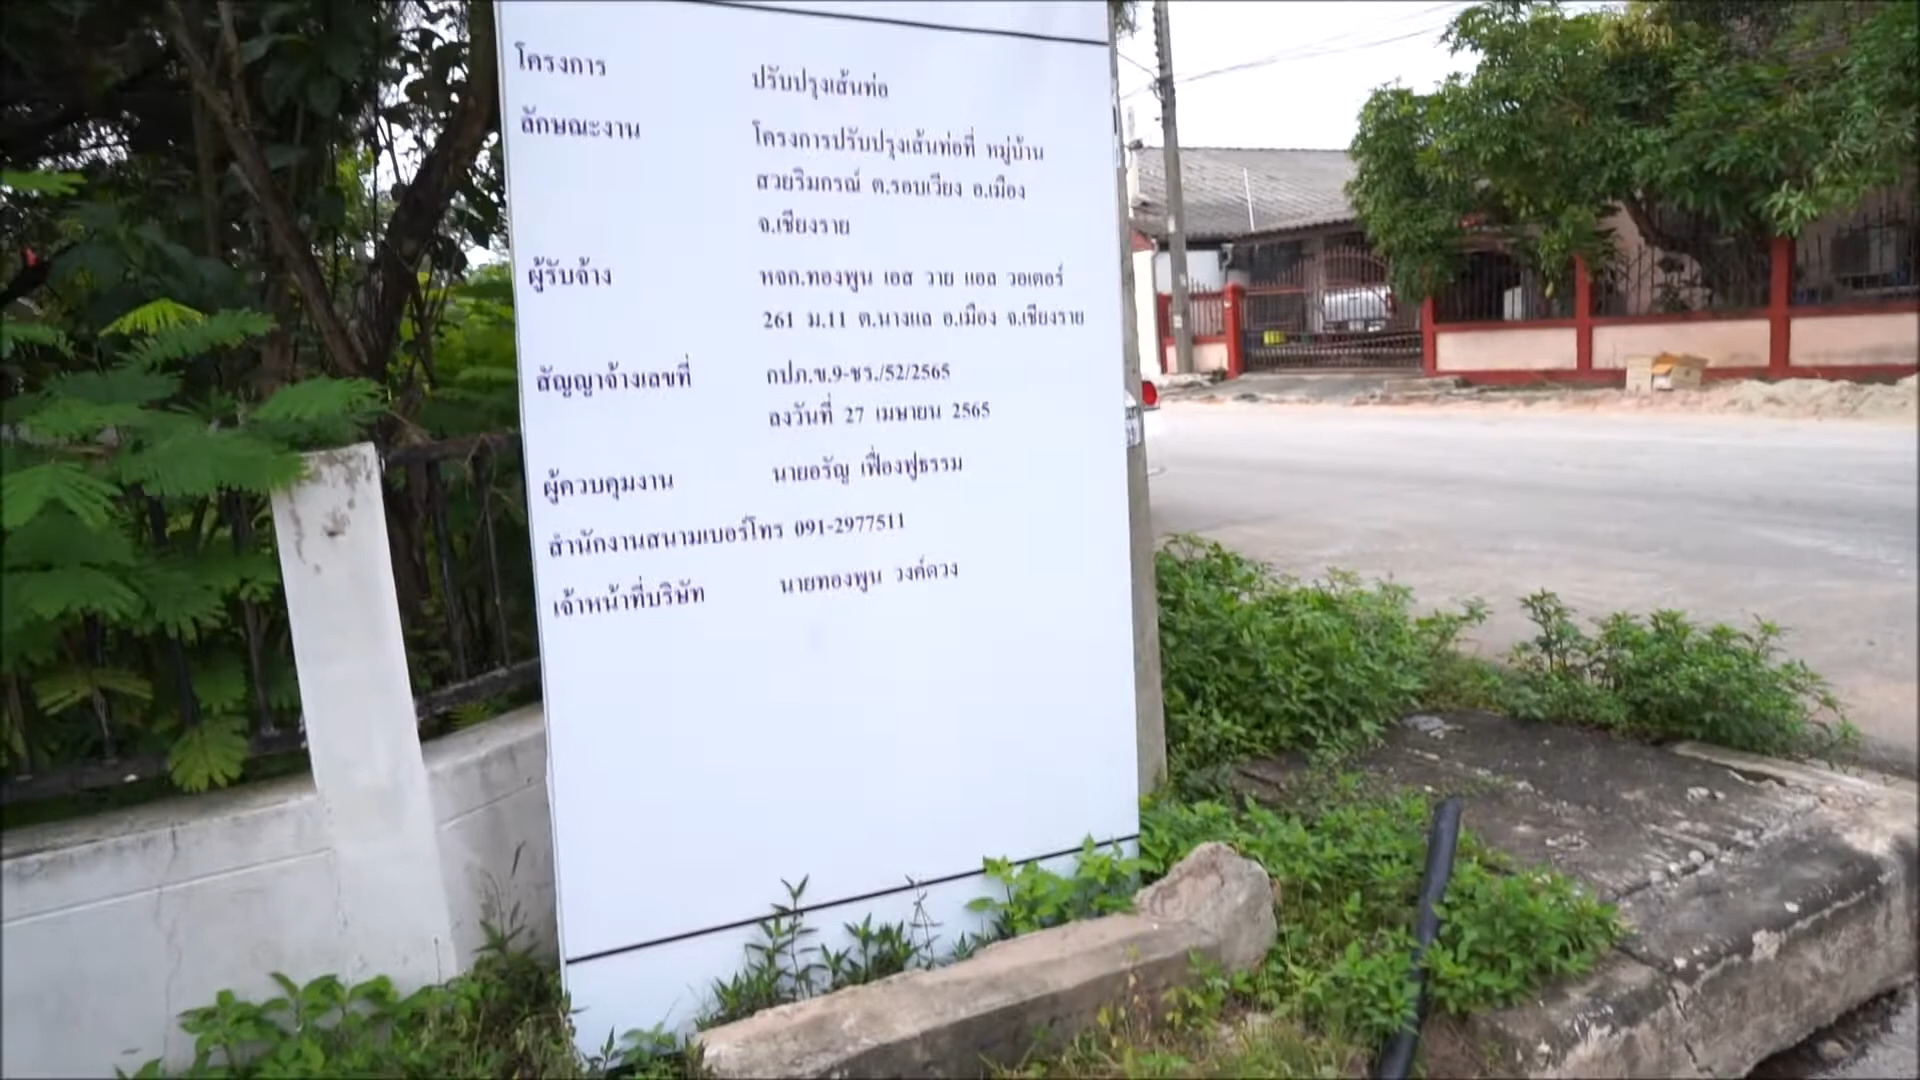 โครงการ ปรับปรุงเส้นท่อ
ลักษณะงาน โครงการปรับปรุงเส้นท่อที่ หมู่บ้าน
สวยริมกรณ์ ต.รอบเวียง อ.เมือง
จ.เชียงราย
ผู้รับจ้าง หจก.ทองพูน เอส วาย แอล วอเตอร์
261 ม.11 ต.นางแล อ.เมือง จ.เชียงราย
สัญญาจ้างเลขที่ กปภ.ข.9-ชร./52/2565
ลงวันที่ 27 เมษายน 2565
ผู้ควบคุมงาน นายอรัญ เฟื่องฟูธรรม
สำนักงานสนามเบอร์โทร 091-2977511
เจ้าหน้าที่บริษัท นายทองพูน วงค์ดวง